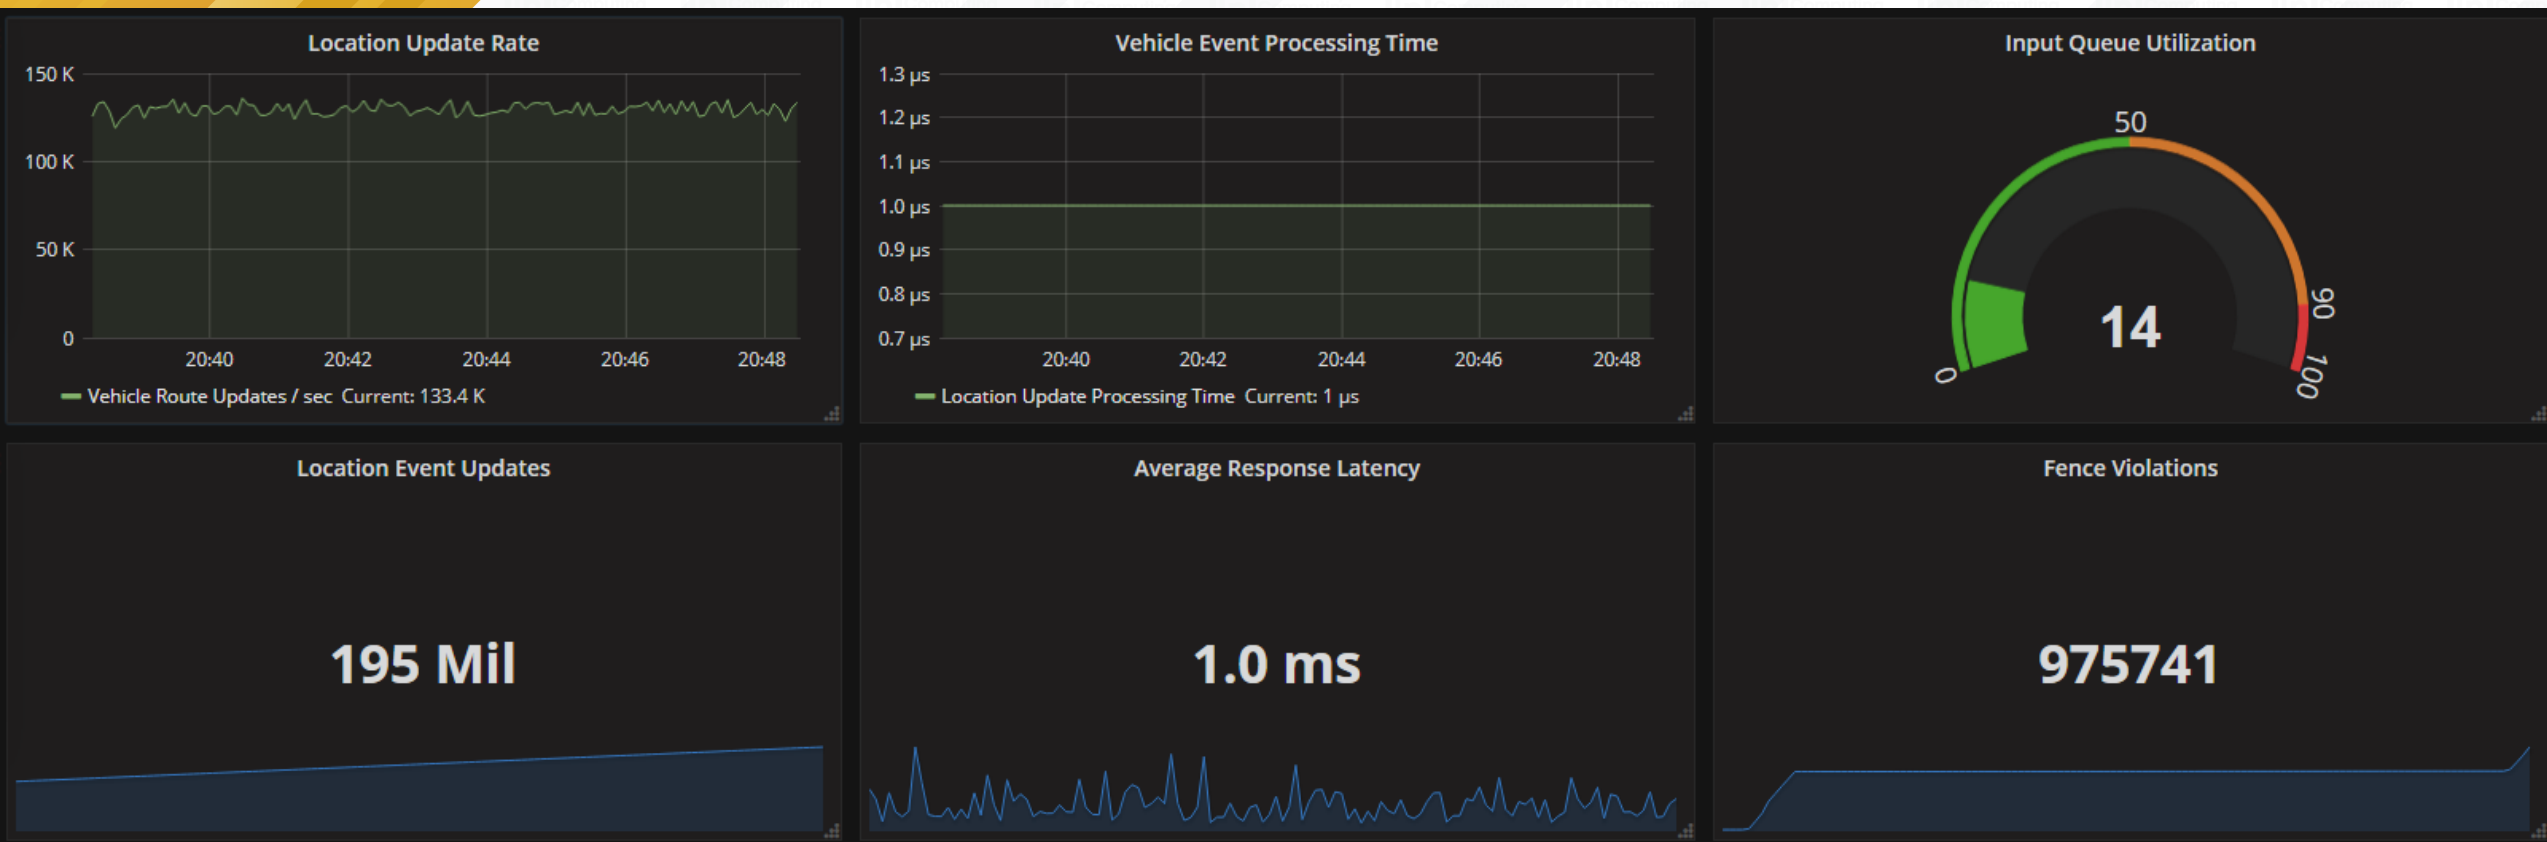 Location Update Rate
150 K
100 K
50 K
0
20:40 20:42 20:44 20:46 20:48
Vehicle Route Updates / sec Current: 133.4 K
Vehicle Event Processing Time
1.3 µs
1.2 µs
1.1 µs
1.0 µs
0.9 µs
0.8 µs
0.7 µs
20:40 20:42 20:44 20:46 20:48
Location Update Processing Time Current: 1 µs
Input Queue Utilization
50
90
14
0
100
Location Event Updates
195 Mil
Average Response Latency
1.0 ms
Fence Violations
975741